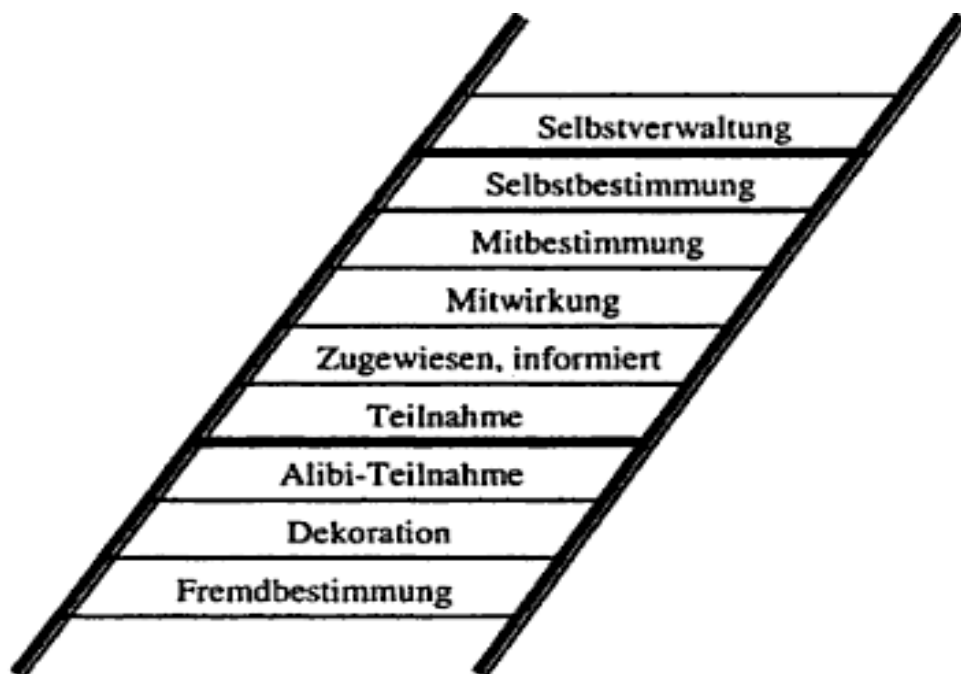 Selbstverwaltung
Selbstbestimmung
Mitbestimmung
Mitwirkung
Zugewiesen, informiert
Teilnahme
Alibi-Teilnahme
Dekoration
Fremdbestimmung